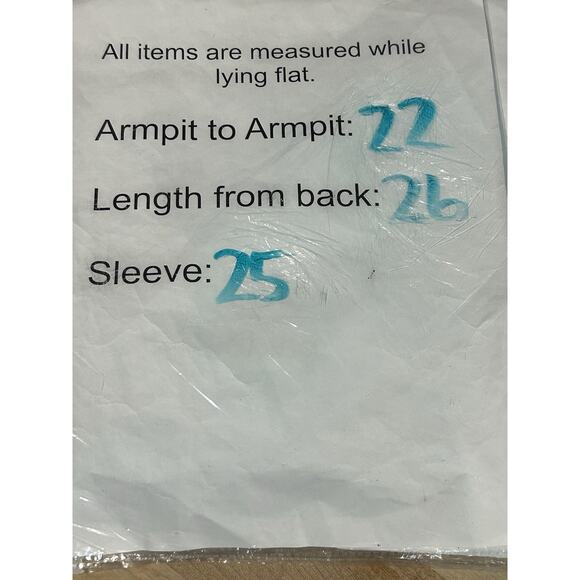 All items are measured while
lying flat.
Armpit to Armpit: 22
Length from back: 26
Sleeve: 25